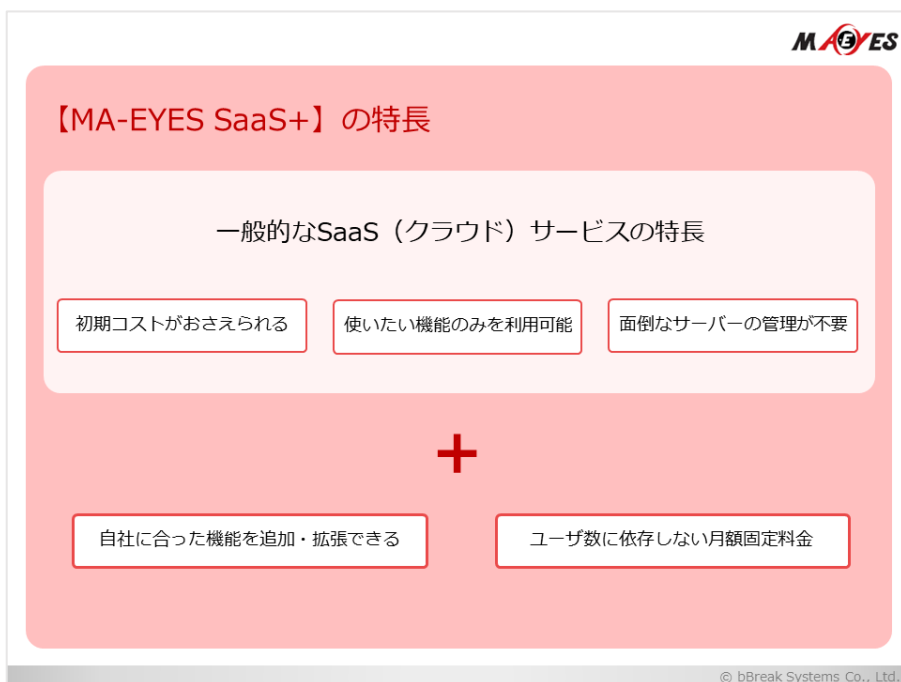 MAEYES
【MA-EYES SaaS+】の特長
一般的なSaaS（クラウド）サービスの特長
初期コストがおさえられる
使いたい機能のみを利用可能
面倒なサーバーの管理が不要
+
自社に合った機能を追加・拡張できる
ユーザ数に依存しない月額固定料金
© bBreak Systems Co., Ltd.